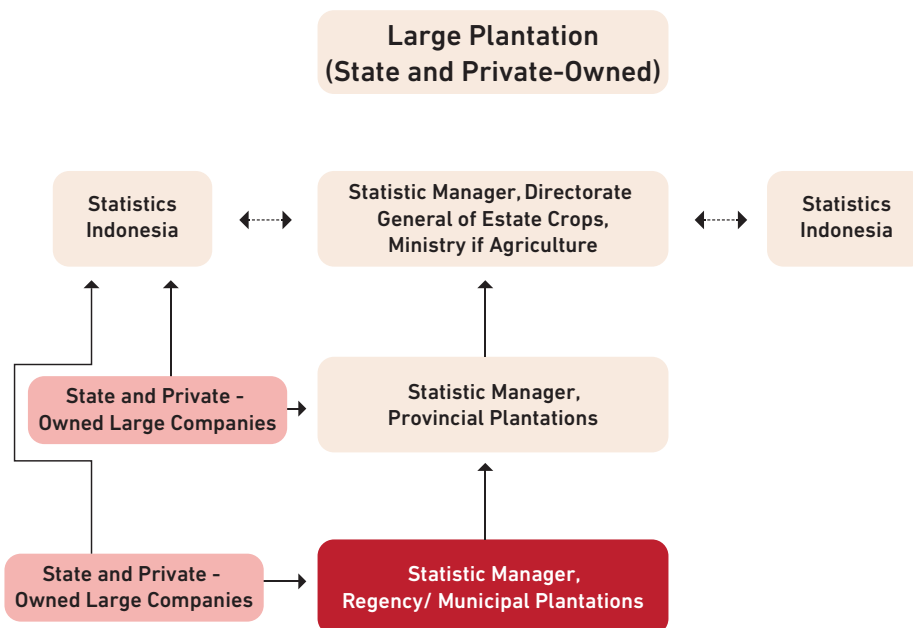 Large Plantation
(State and Private-Owned)
Statistics
Indonesia
Statistic Manager, Directorate
General of Estate Crops,
Ministry if Agriculture
Statistics
Indonesia
State and Private -
Owned Large Companies
Statistic Manager,
Provincial Plantations
State and Private -
Owned Large Companies
Statistic Manager,
Regency/ Municipal Plantations